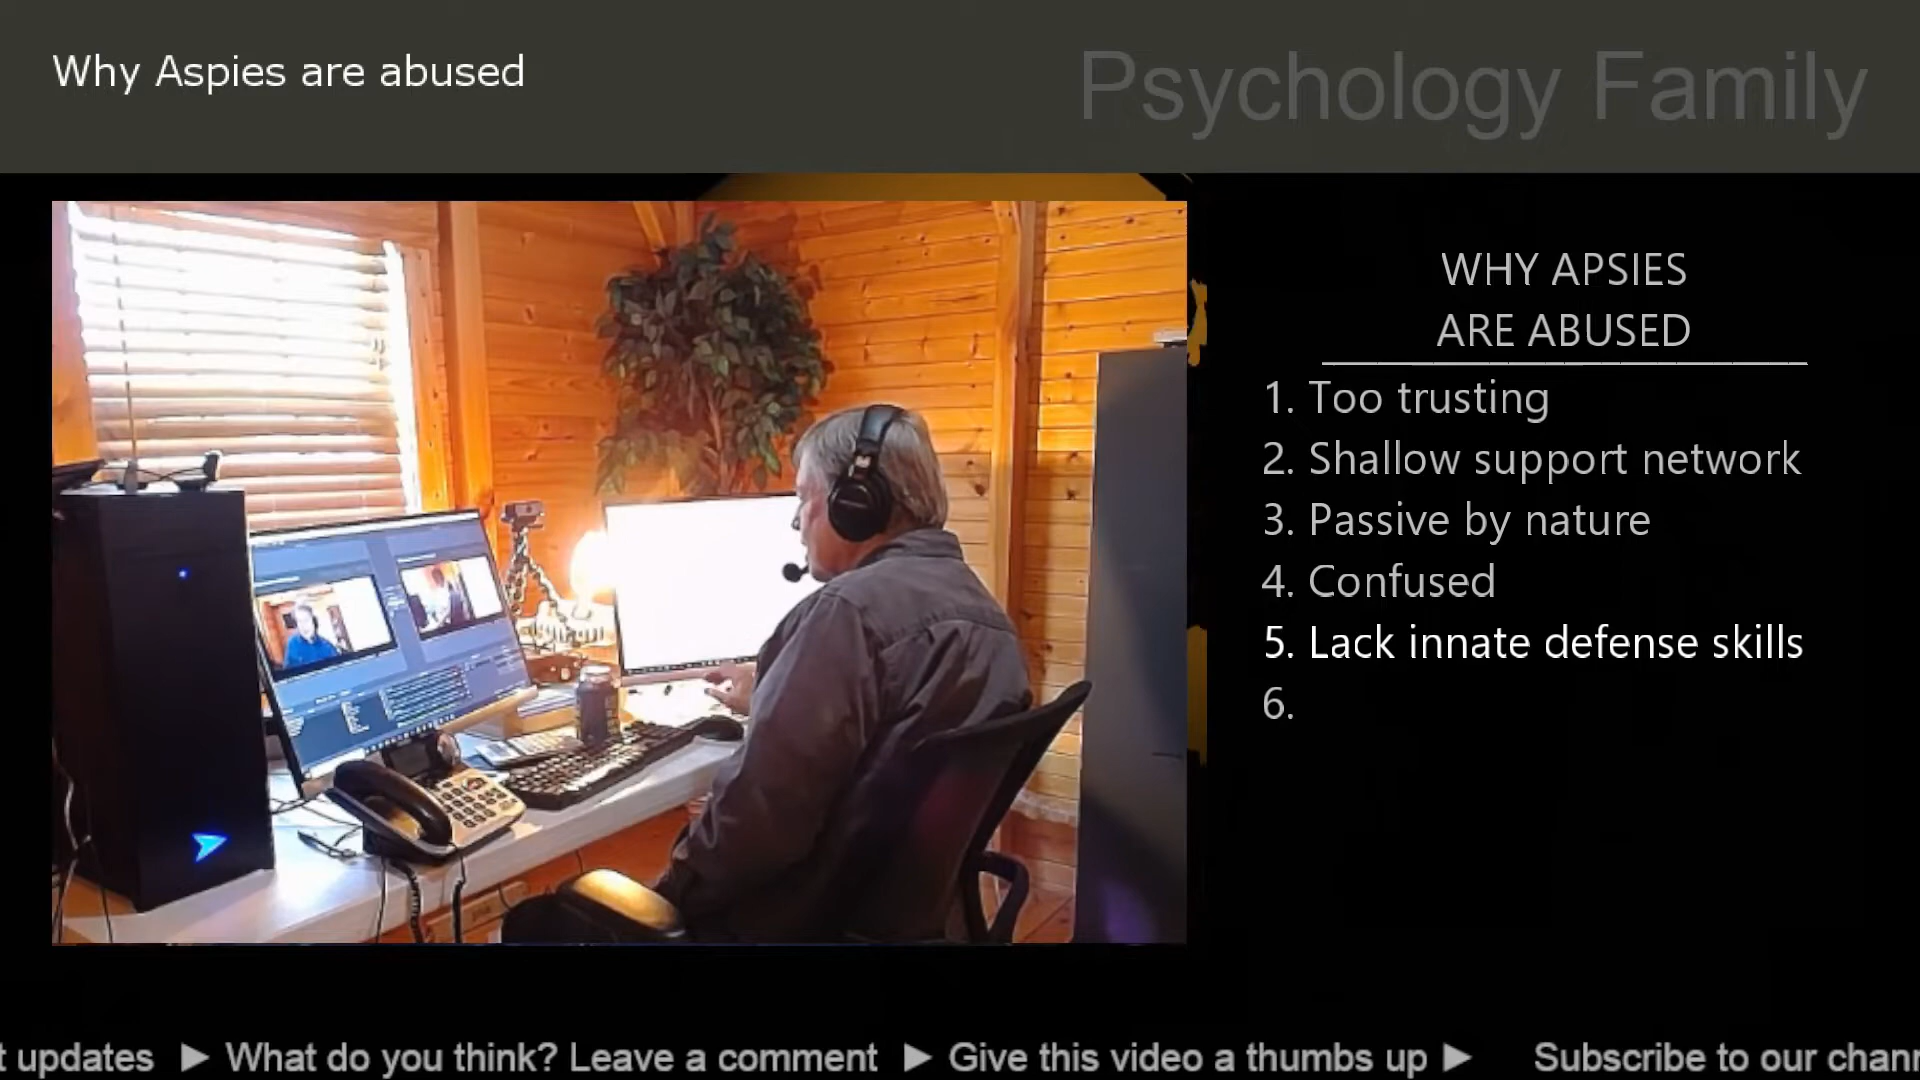 Why Aspies are abused
Psychology Family
WHY APSIES
ARE ABUSED
1. Too trusting
2. Shallow support network
3. Passive by nature
4. Confused
5. Lack innate defense skills
6.
t updates ► What do you think? Leave a comment ► Give this video a thumbs up ► Subscribe to our chann